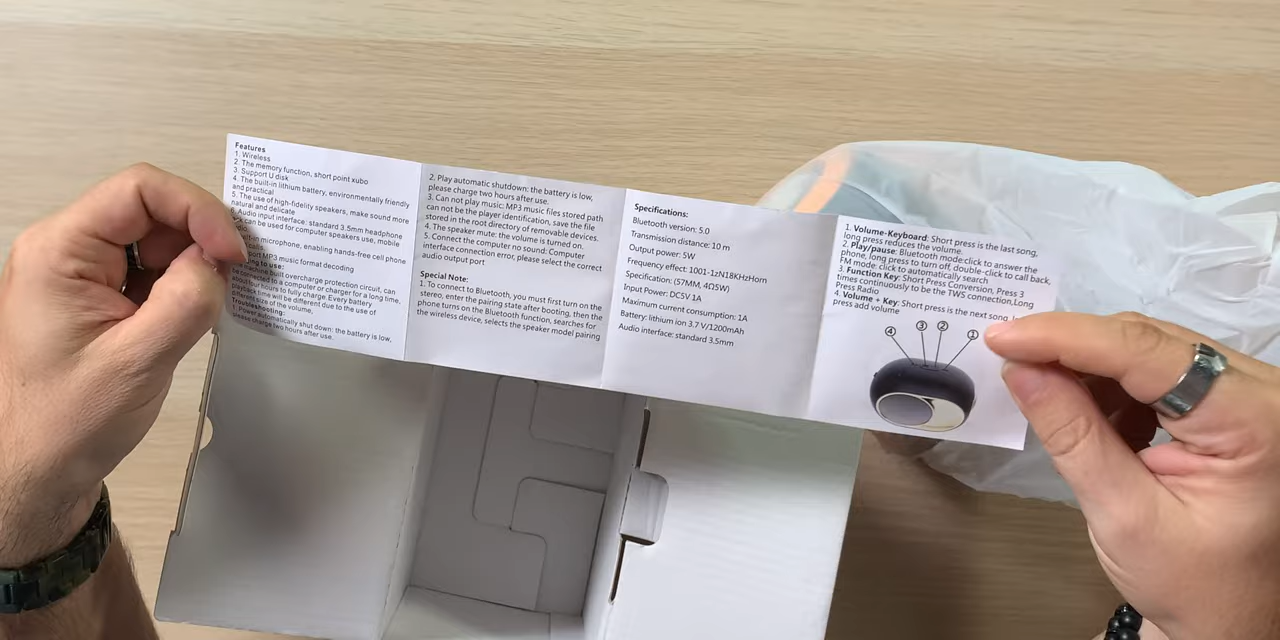 Features
1. Wireless
2. The memory function, short point xubo
3. Support U disk
4. The built-in lithium battery, environmentally friendly
and practical
5. The use of high-fidelity speakers, make sound more
natural and delicate
6. Audio input interface: standard 3.5mm headphone
can be used for computer speakers use, mobile
microphone, enabling hands-free cell phone
MP3 music format decoding
to use:
machine built overcharge protection circuit, can
be connected to a computer or charger for a long time,
about four hours to fully charge. Every battery
playback time will be different due to the use of
different size of the volume,
Troubleshooting:
1. Power automatically shut down: the battery is low,
please charge two hours after use.
2. Play automatic shutdown: the battery is low,
please charge two hours after use.
3. Can not play music: MP3 music files stored path
can not be the player identification, save the file
stored in the root directory of removable devices.
4. The speaker mute: the volume is turned on.
5. Connect the computer no sound: Computer
interface connection error, please select the correct
audio output port
Special Note:
1. To connect to Bluetooth, you must first turn on the
stereo, enter the pairing state after booting, then the
phone turns on the Bluetooth function, searches for
the wireless device, selects the speaker model pairing
Specifications:
Bluetooth version: 5.0
Transmission distance: 10 m
Output power: 5W
Frequency effect: 1001-1zN18KHzHorn
Specification: (57MM, 4Ω5W)
Input Power: DC5V 1A
Maximum current consumption: 1A
Battery: lithium ion 3.7 V/1200mAh
Audio interface: standard 3.5mm
1. Volume-Keyboard: Short press is the last song,
long press reduces the volume.
2. Play/pause: Bluetooth mode:click to answer the
phone, long press to turn off, double-click to call back,
FM mode: click to automatically search
3. Function Key: Short Press Conversion, Press 3
times continuously to be the TWS connection,Long
Press Radio
4. Volume + Key: Short press is the next song,
press add volume
④ ③ ② ①